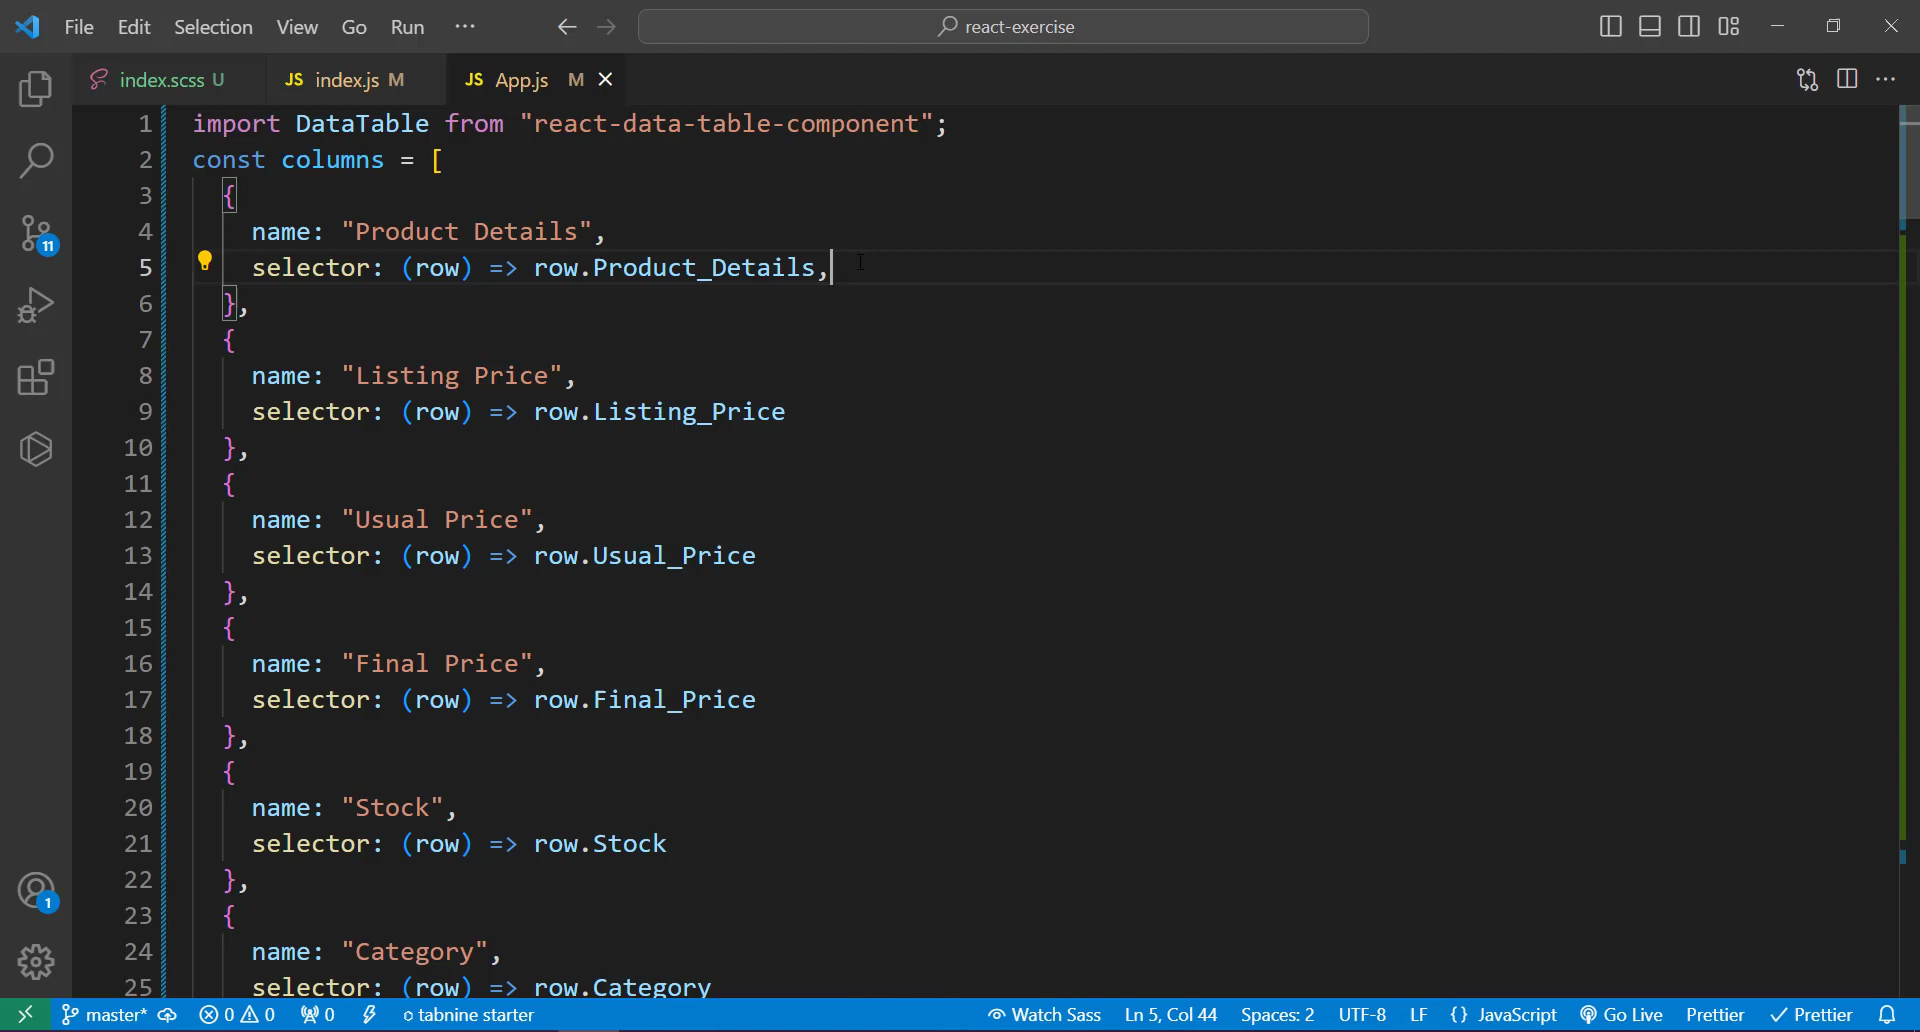 File Edit Selection View Go Run ··· react-exercise
index.scss U JS index.js M JS App.js M
1 import DataTable from "react-data-table-component";
2 const columns = [
3 {
4 name: "Product Details",
5 selector: (row) => row.Product_Details,
6 },
7 {
8 name: "Listing Price",
9 selector: (row) => row.Listing_Price
10 },
11 {
12 name: "Usual Price",
13 selector: (row) => row.Usual_Price
14 },
15 {
16 name: "Final Price",
17 selector: (row) => row.Final_Price
18 },
19 {
20 name: "Stock",
21 selector: (row) => row.Stock
22 },
23 {
24 name: "Category",
25 selector: (row) => row.Category
11
1
master* 0 0 0 tabnine starter Watch Sass Ln 5, Col 44 Spaces: 2 UTF-8 LF {} JavaScript Go Live Prettier Prettier